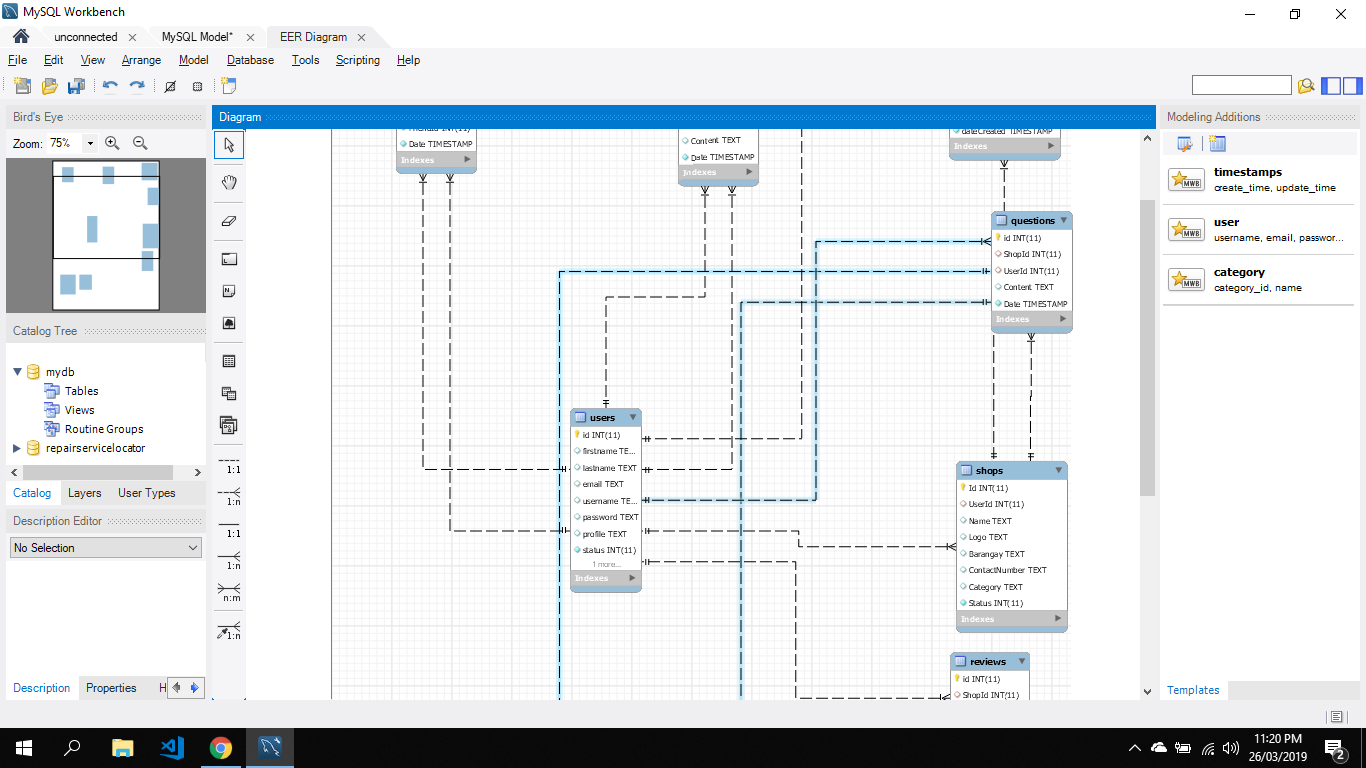 MySQL Workbench
unconnected
MySQL Model*
EER Diagram
File Edit View Arrange Model Database Tools Scripting Help
Bird's Eye
Zoom: 75%
Catalog Tree
mydb
Tables
Views
Routine Groups
repairservicelocator
Catalog Layers User Types
Description Editor
No Selection
Description Properties H
1:1
1:n
1:1
1:n
n:m
1:n
Diagram
Date TIMESTAMP
Indexes
Content TEXT
Date TIMESTAMP
Indexes
dateCreated TIMESTAMP
Indexes
questions
id INT(11)
ShopId INT(11)
UserId INT(11)
Content TEXT
Date TIMESTAMP
Indexes
users
id INT(11)
firstname TE...
lastname TEXT
email TEXT
username TE...
password TEXT
profile TEXT
status INT(11)
1 more...
Indexes
shops
Id INT(11)
UserId INT(11)
Name TEXT
Logo TEXT
Barangay TEXT
ContactNumber TEXT
Category TEXT
Status INT(11)
Indexes
reviews
id INT(11)
ShopId INT(11)
Modeling Additions
timestamps
create_time, update_time
user
username, email, passwor...
category
category_id, name
Templates
MWB
MWB
MWB
11:20 PM
26/03/2019
2